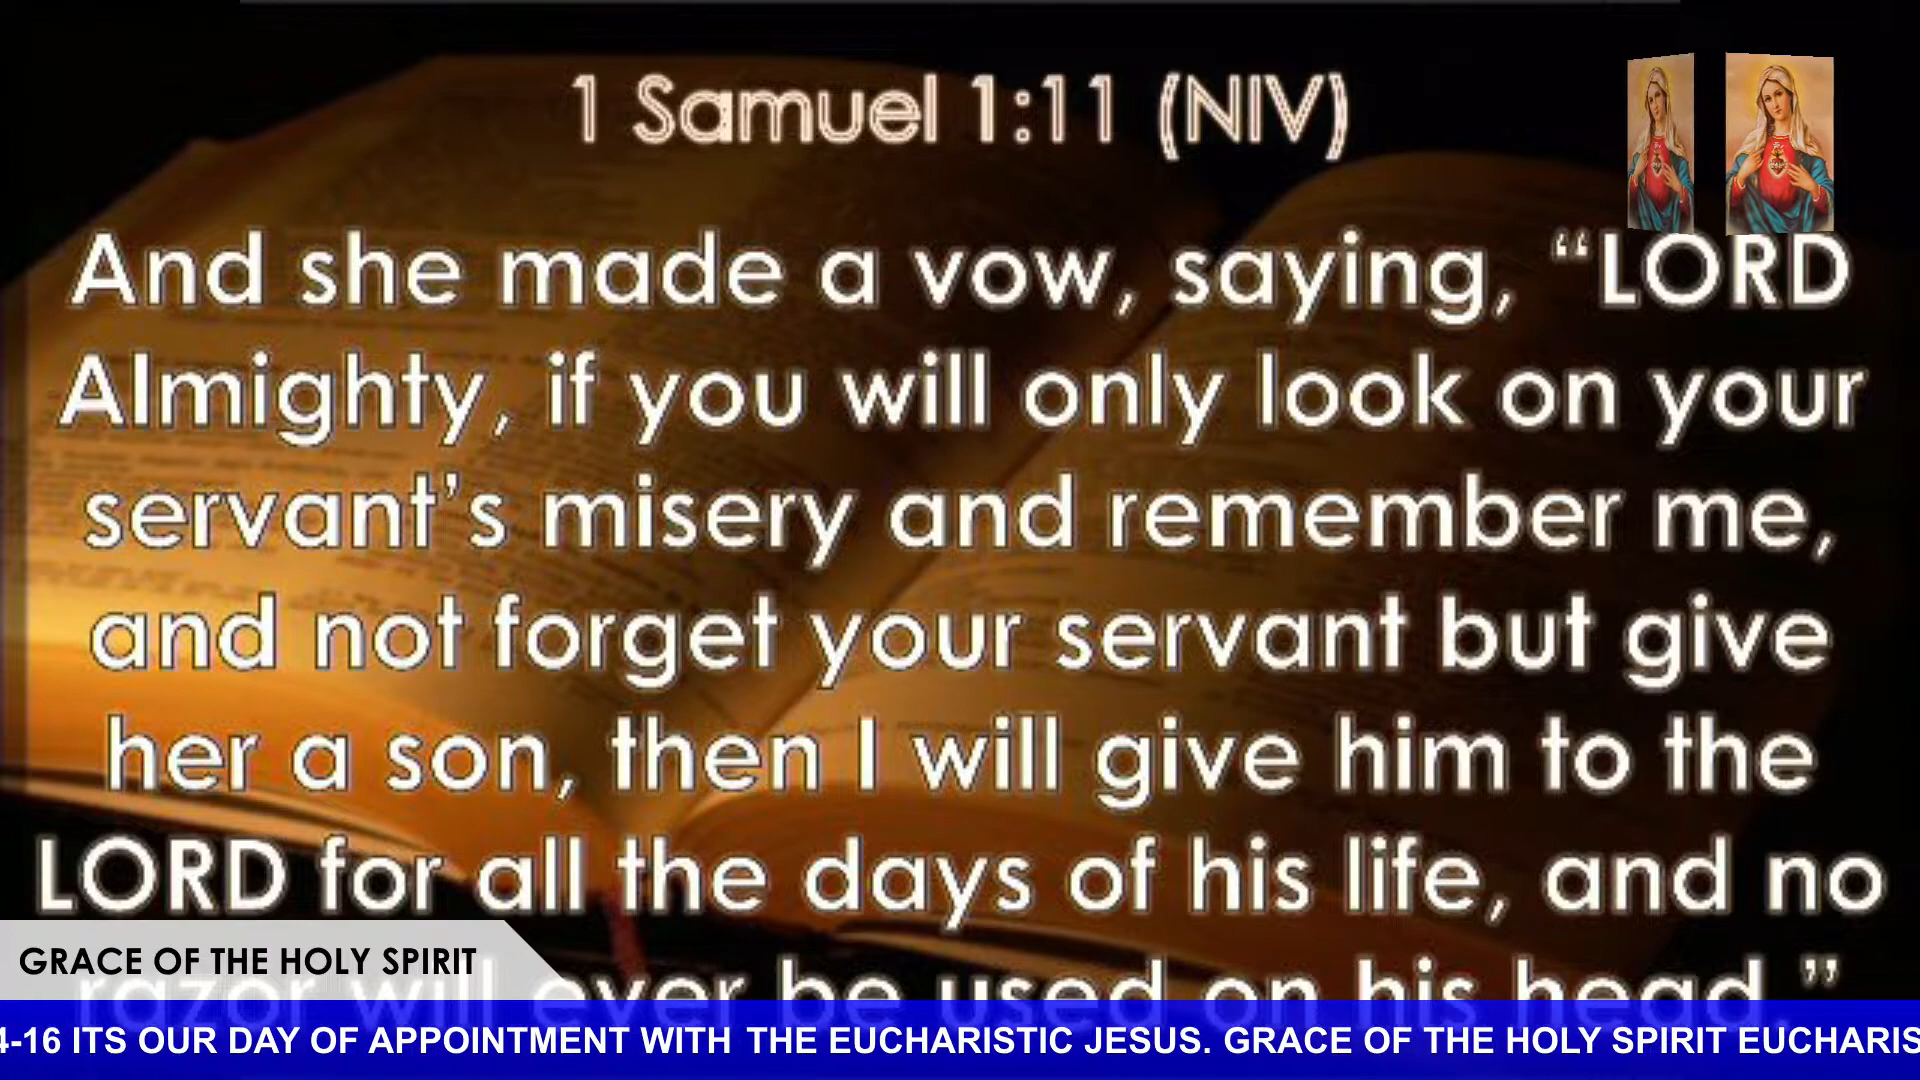 1 Samuel 1:11 (NIV)
And she made a vow, saying, “LORD
Almighty, if you will only look on your
servant’s misery and remember me,
and not forget your servant but give
her a son, then I will give him to the
LORD for all the days of his life, and no
razor will ever be used on his head.”
GRACE OF THE HOLY SPIRIT
4-16 ITS OUR DAY OF APPOINTMENT WITH THE EUCHARISTIC JESUS. GRACE OF THE HOLY SPIRIT EUCHARIS